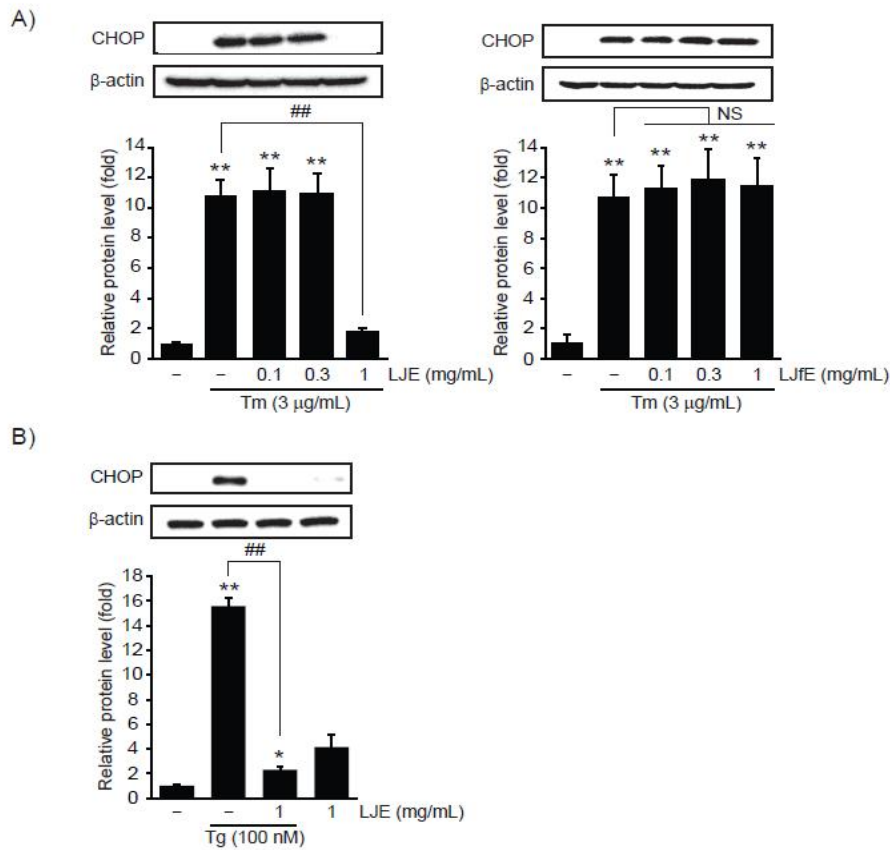 A)
CHOP
β-actin
##
Relative protein level (fold)
14
12
10
8
6
4
2
0
** ** **
– – 0.1 0.3 1 LJE (mg/mL)
Tm (3 μg/mL)
CHOP
β-actin
NS
Relative protein level (fold)
14
12
10
8
6
4
2
0
** ** ** **
– – 0.1 0.3 1 LJfE (mg/mL)
Tm (3 μg/mL)
B)
CHOP
β-actin
##
Relative protein level (fold)
18
16
14
12
10
8
6
4
2
0
** *
– – 1 1 LJE (mg/mL)
Tg (100 nM)